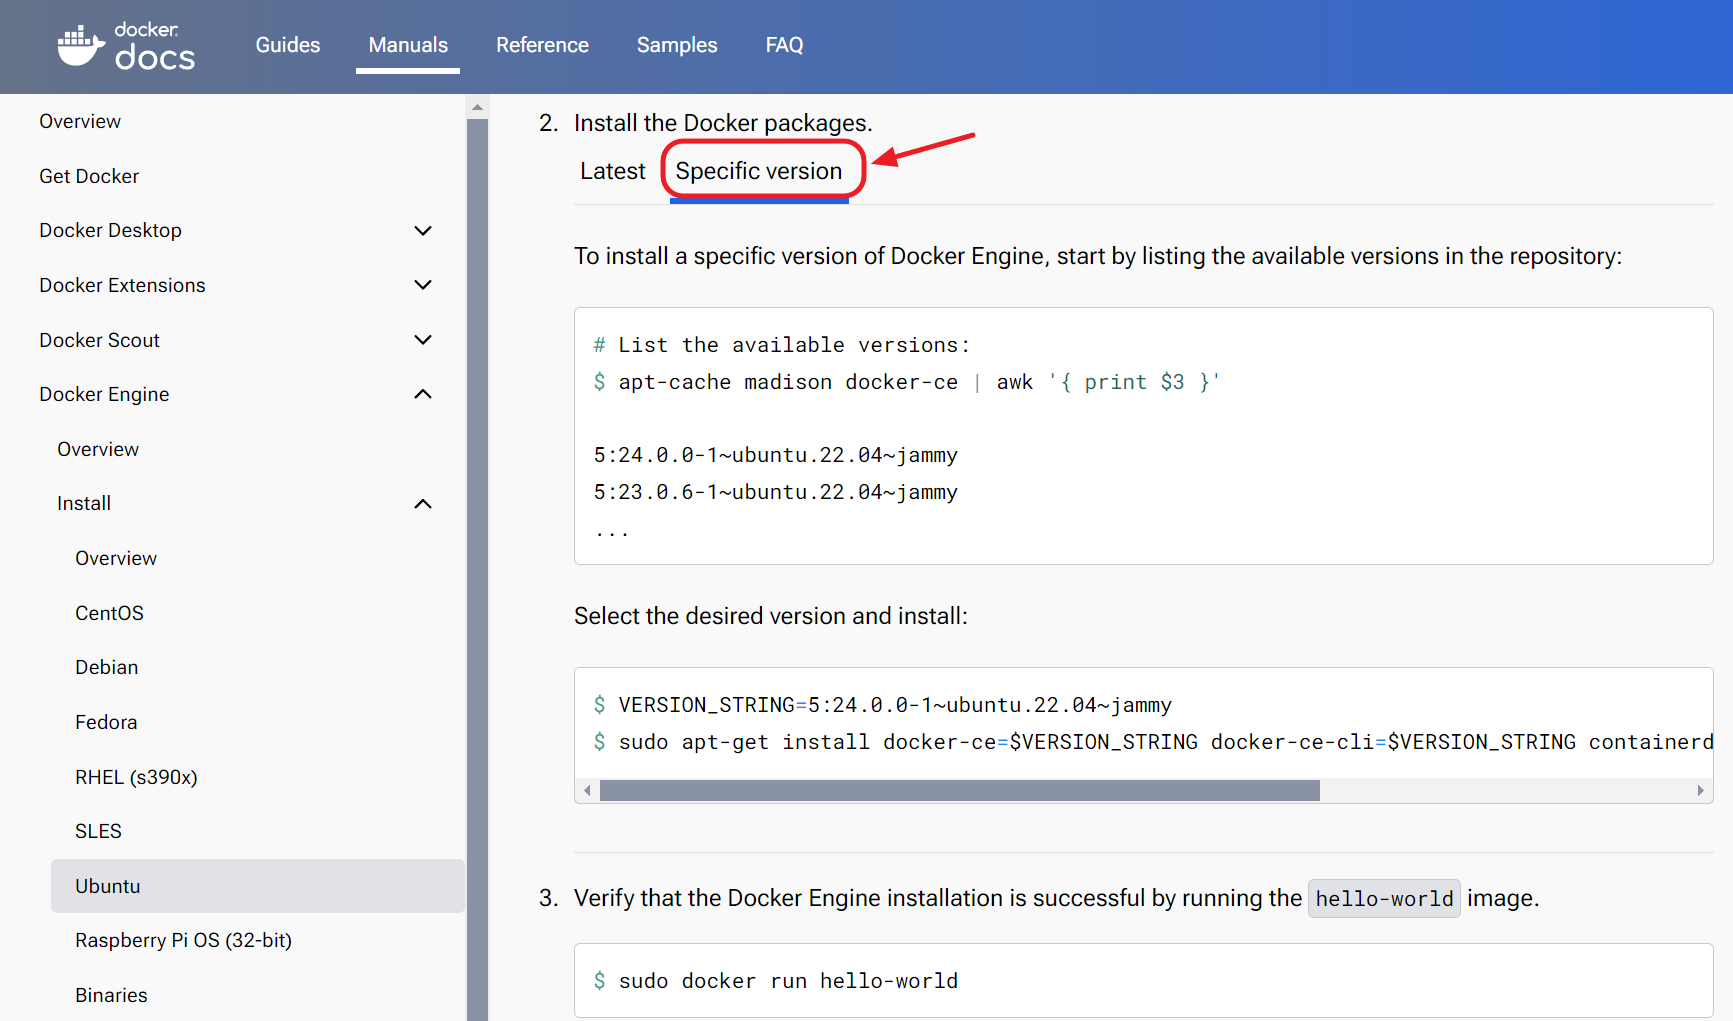 docker
docs
Guides
Manuals
Reference
Samples
FAQ
Overview
Get Docker
Docker Desktop
Docker Extensions
Docker Scout
Docker Engine
Overview
Install
Overview
CentOS
Debian
Fedora
RHEL (s390x)
SLES
Ubuntu
Raspberry Pi OS (32-bit)
Binaries
2. Install the Docker packages.
Latest Specific version
To install a specific version of Docker Engine, start by listing the available versions in the repository:
# List the available versions:
$ apt-cache madison docker-ce | awk '{ print $3 }'
5:24.0.0-1~ubuntu.22.04~jammy
5:23.0.6-1~ubuntu.22.04~jammy
...
Select the desired version and install:
$ VERSION_STRING=5:24.0.0-1~ubuntu.22.04~jammy
$ sudo apt-get install docker-ce=$VERSION_STRING docker-ce-cli=$VERSION_STRING containerd
3. Verify that the Docker Engine installation is successful by running the hello-world image.
$ sudo docker run hello-world